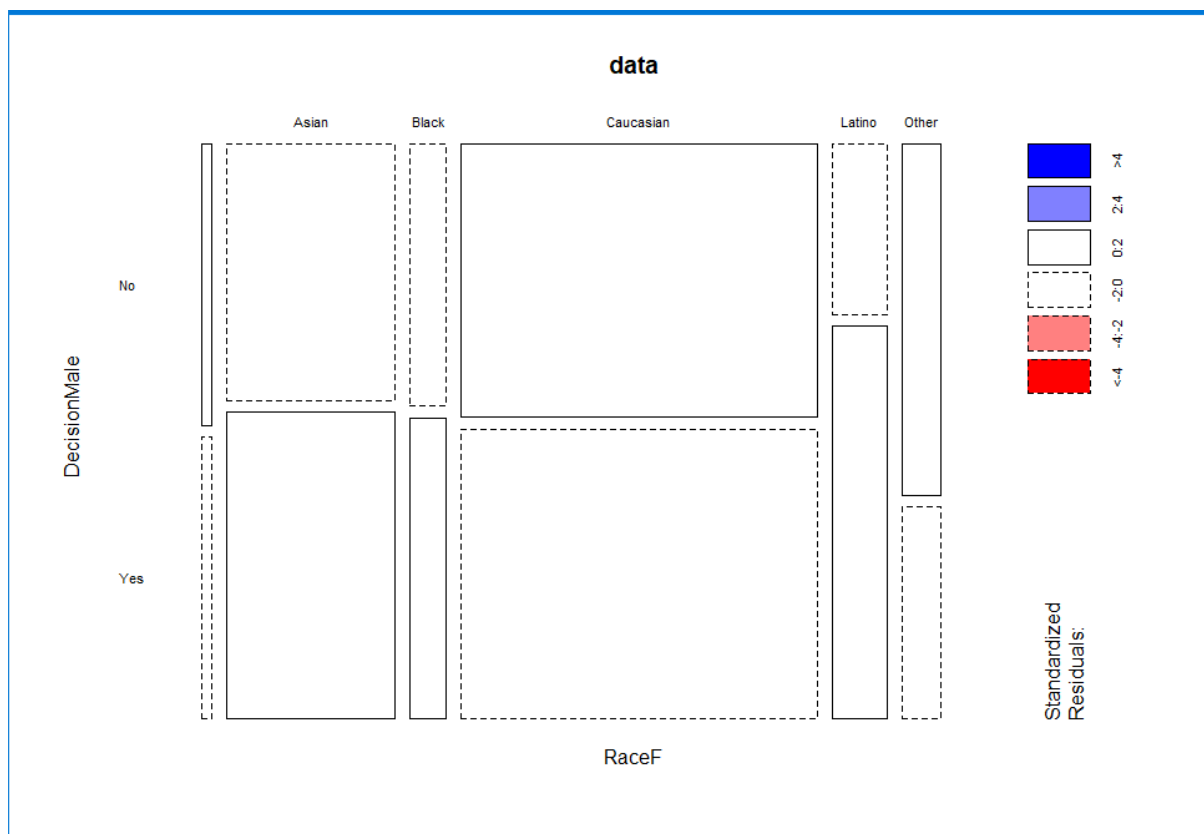 data
Asian
Black
Caucasian
Latino
Other
No
Yes
DecisionMale
RaceF
>4
2:4
0:2
-2:0
-4:-2
<-4
Standardized
Residuals: